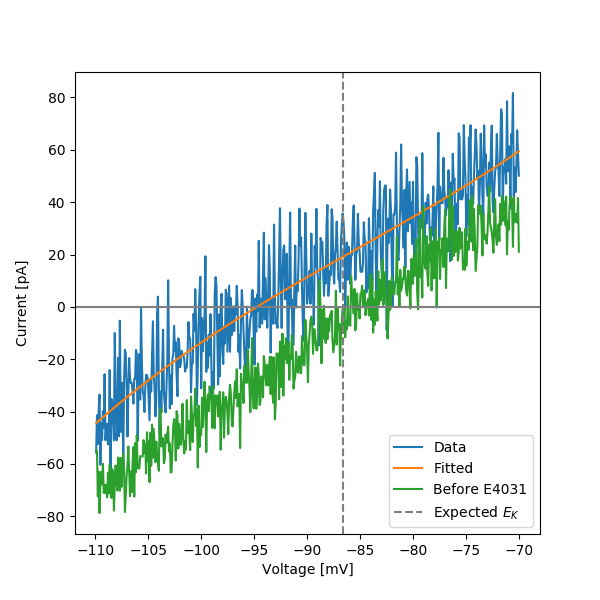 80
60
40
20
0
−20
−40
−60
−80
Current [pA]
−110 −105 −100 −95 −90 −85 −80 −75 −70
Voltage [mV]
Data
Fitted
Before E4031
Expected E_K